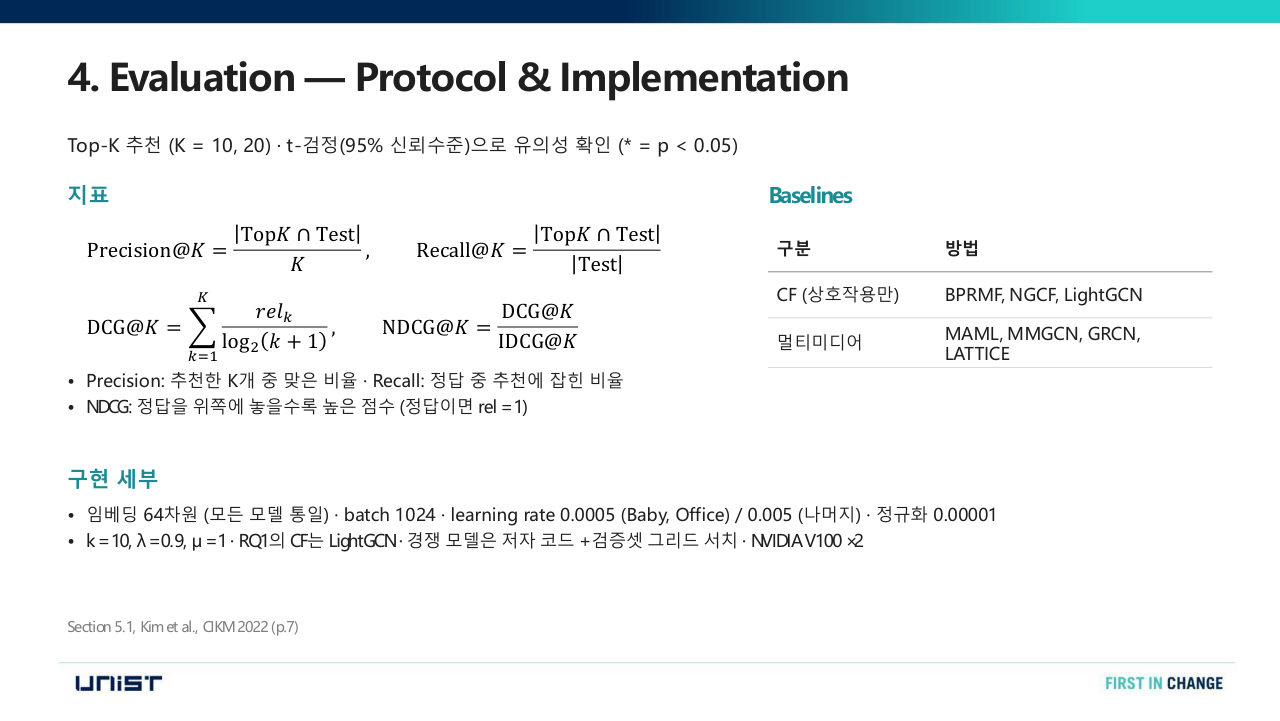 4. Evaluation — Protocol & Implementation
Top-K 추천 (K = 10, 20) · t-검정(95% 신뢰수준)으로 유의성 확인 (* = p < 0.05)
지표
Precision@K = |TopK ∩ Test| / K , Recall@K = |TopK ∩ Test| / |Test|
DCG@K = ∑_{k=1}^{K} rel_k / log₂(k + 1) , NDCG@K = DCG@K / IDCG@K
• Precision: 추천한 K개 중 맞은 비율 · Recall: 정답 중 추천에 잡힌 비율
• NDCG: 정답을 위쪽에 놓을수록 높은 점수 (정답이면 rel = 1)
Baselines
구분 방법
CF (상호작용만) BPRMF, NGCF, LightGCN
멀티미디어 MAML, MMGCN, GRCN,
LATTICE
구현 세부
• 임베딩 64차원 (모든 모델 통일) · batch 1024 · learning rate 0.0005 (Baby, Office) / 0.005 (나머지) · 정규화 0.00001
• k = 10, λ = 0.9, μ = 1 · RQ1의 CF는 LightGCN · 경쟁 모델은 저자 코드 + 검증셋 그리드 서치 · NVIDIA V100 ×2
Section 5.1, Kim et al., CIKM 2022 (p.7)
UNIST
FIRST IN CHANGE